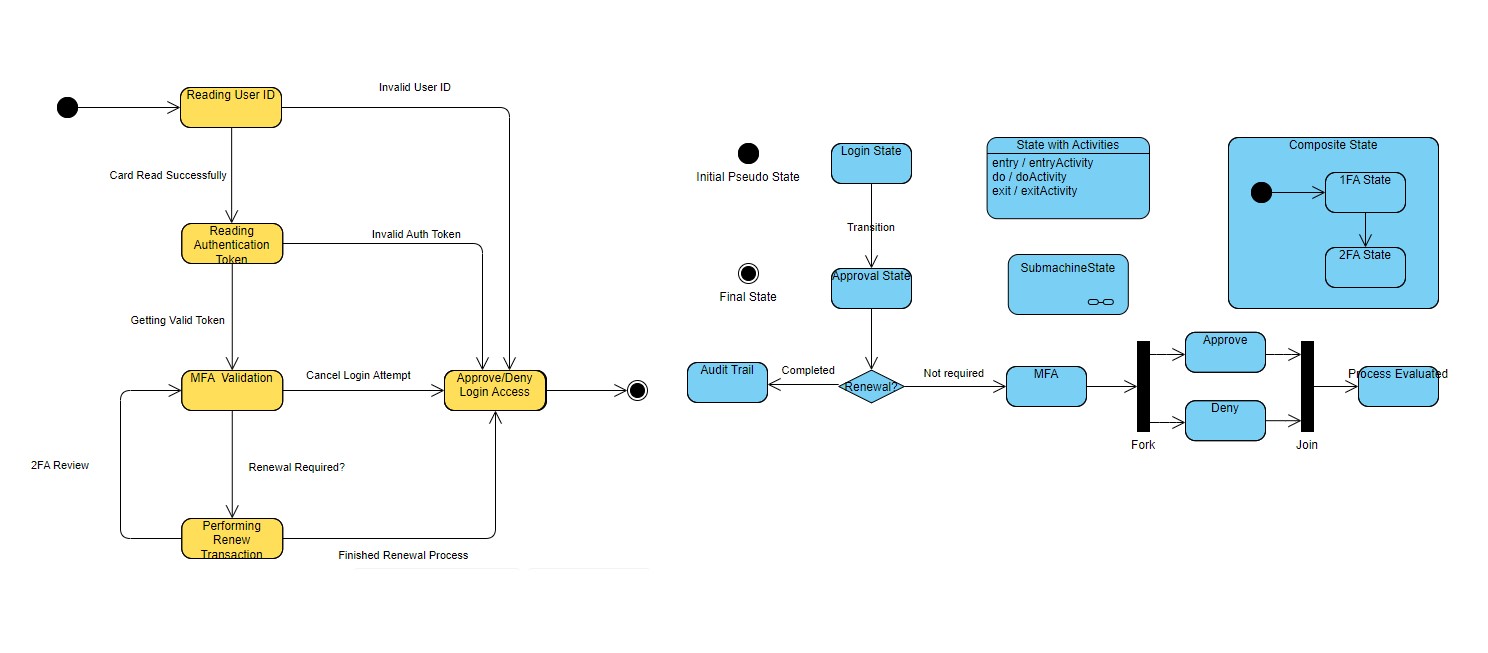 Invalid User ID
Reading User ID
Card Read Successfully
Reading
Authentication
Token
Invalid Auth Token
Getting Valid Token
MFA  Validation
Cancel Login Attempt
Approve/Deny
Login Access
2FA Review
Renewal Required?
Performing
Renew
Transaction
Finished Renewal Process
Initial Pseudo State
Final State
Login State
Transition
Approval State
Renewal?
Completed
Audit Trail
Not required
MFA
State with Activities
entry / entryActivity
do / doActivity
exit / exitActivity
SubmachineState
Composite State
1FA State
2FA State
Fork
Approve
Deny
Join
Process Evaluated